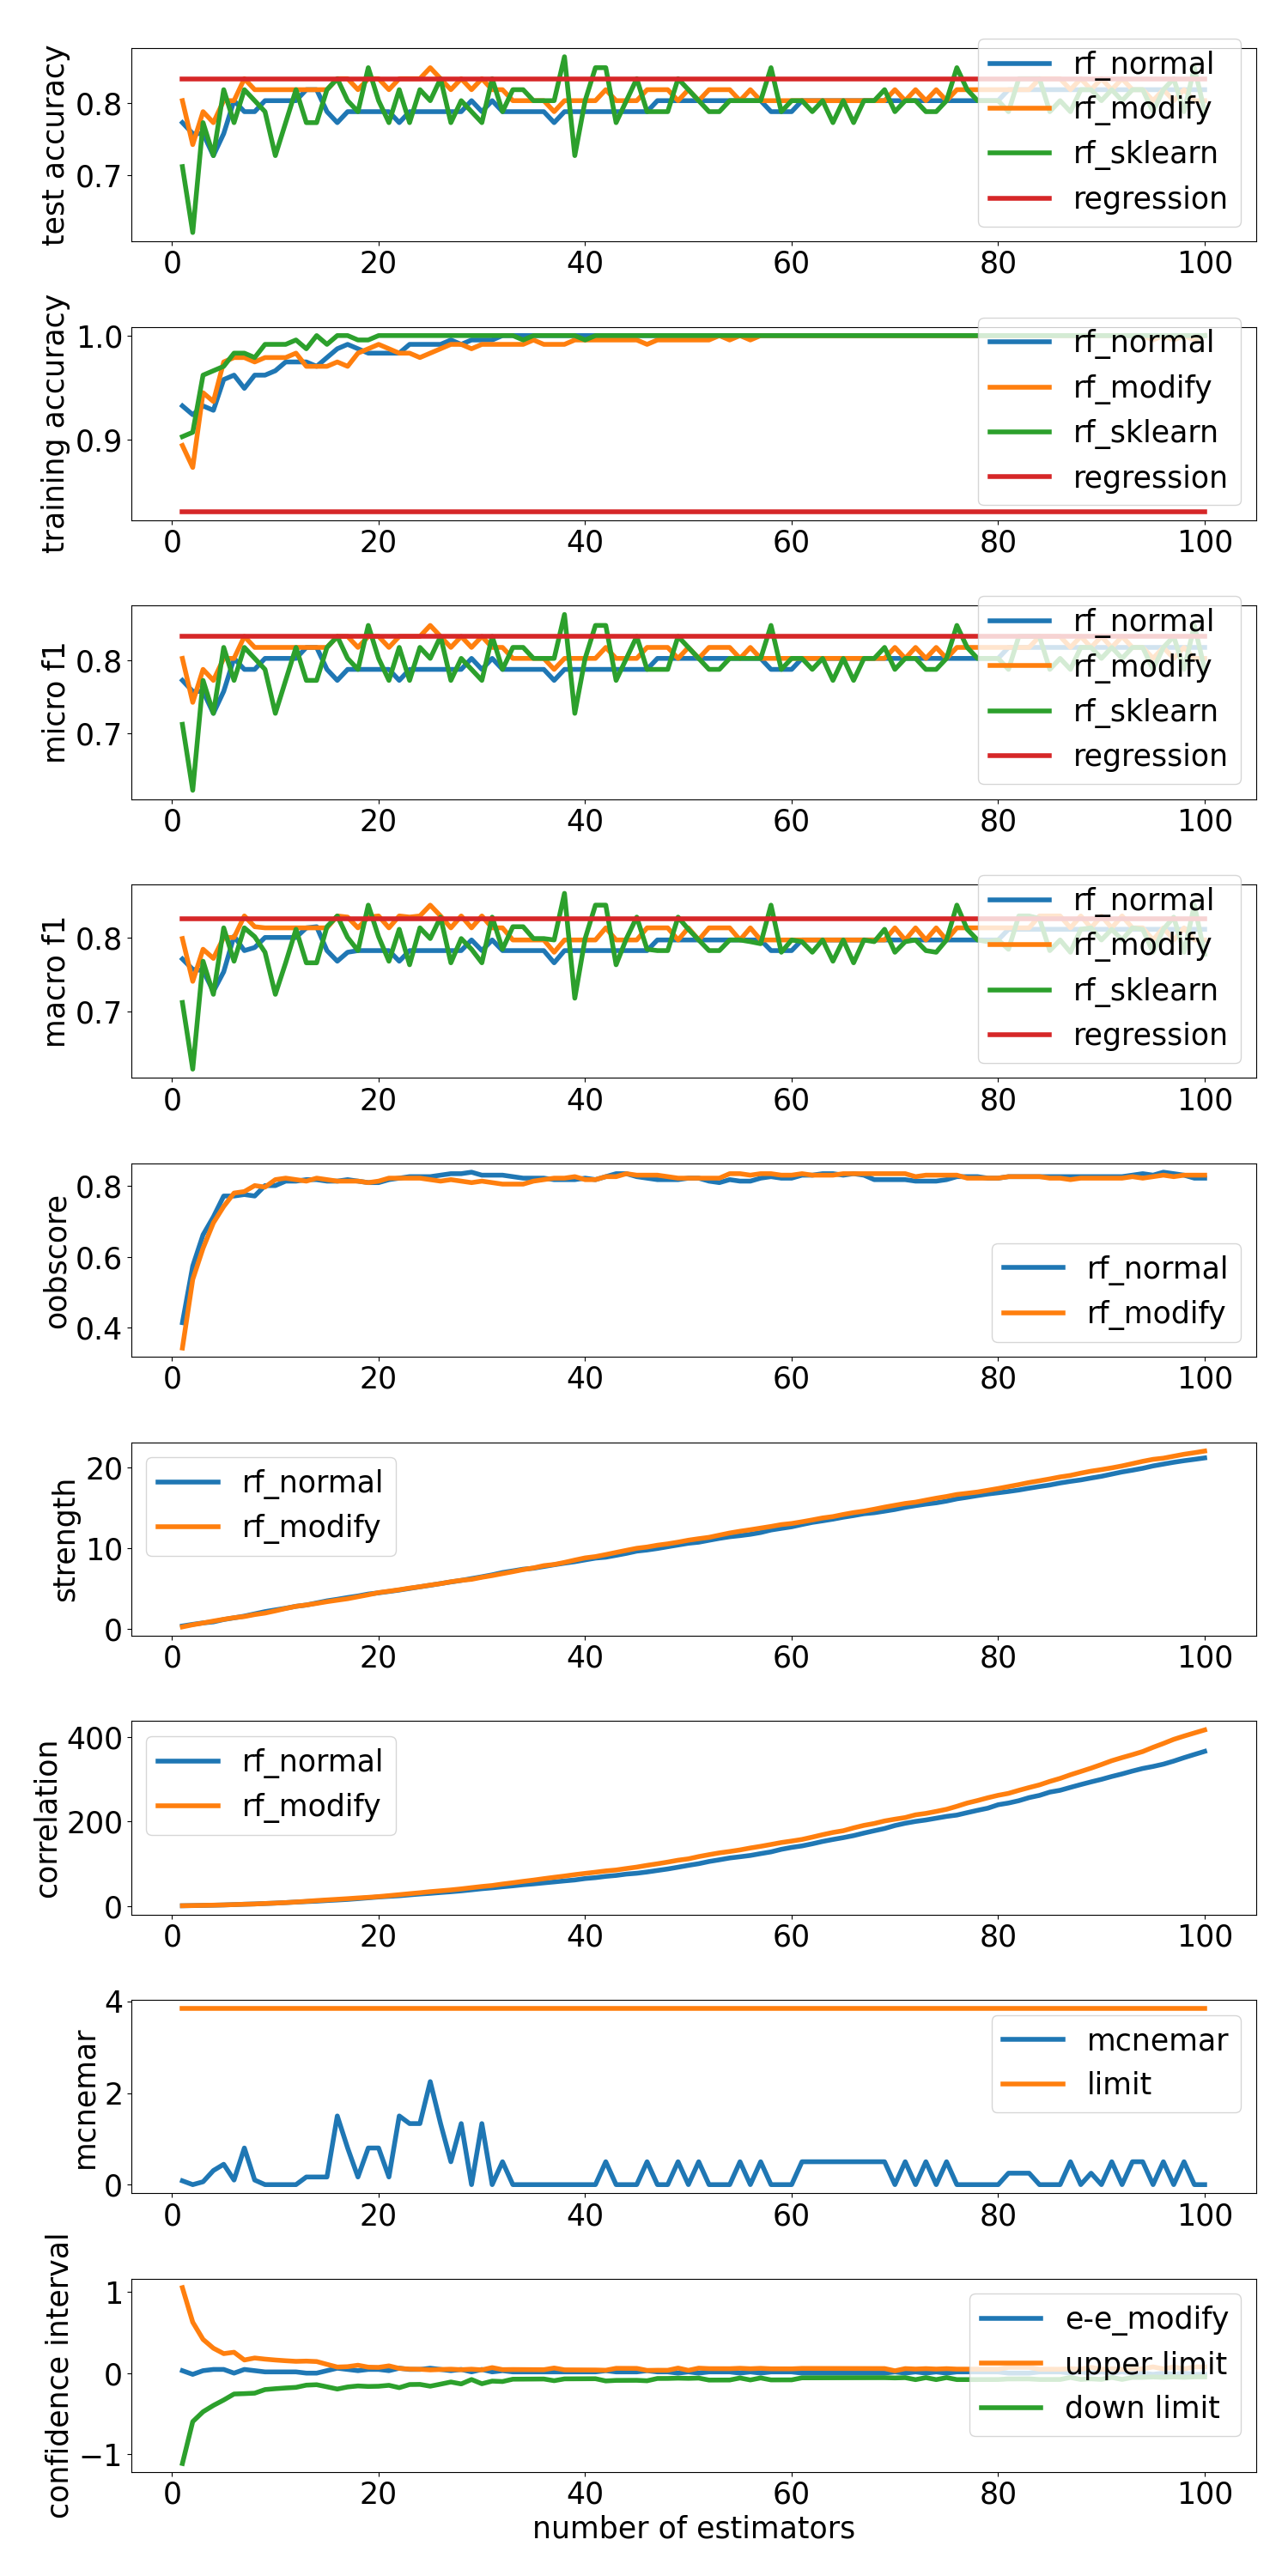 test accuracy
0.8
0.7
0 20 40 60 80 100
rf_normal
rf_modify
rf_sklearn
regression
training accuracy
1.0
0.9
0 20 40 60 80 100
rf_normal
rf_modify
rf_sklearn
regression
micro f1
0.8
0.7
0 20 40 60 80 100
rf_normal
rf_modify
rf_sklearn
regression
macro f1
0.8
0.7
0 20 40 60 80 100
rf_normal
rf_modify
rf_sklearn
regression
oobscore
0.8
0.6
0.4
0 20 40 60 80 100
rf_normal
rf_modify
strength
20
10
0
0 20 40 60 80 100
rf_normal
rf_modify
correlation
400
200
0
0 20 40 60 80 100
rf_normal
rf_modify
mcnemar
4
2
0
0 20 40 60 80 100
mcnemar
limit
confidence interval
1
0
−1
0 20 40 60 80 100
e-e_modify
upper limit
down limit
number of estimators